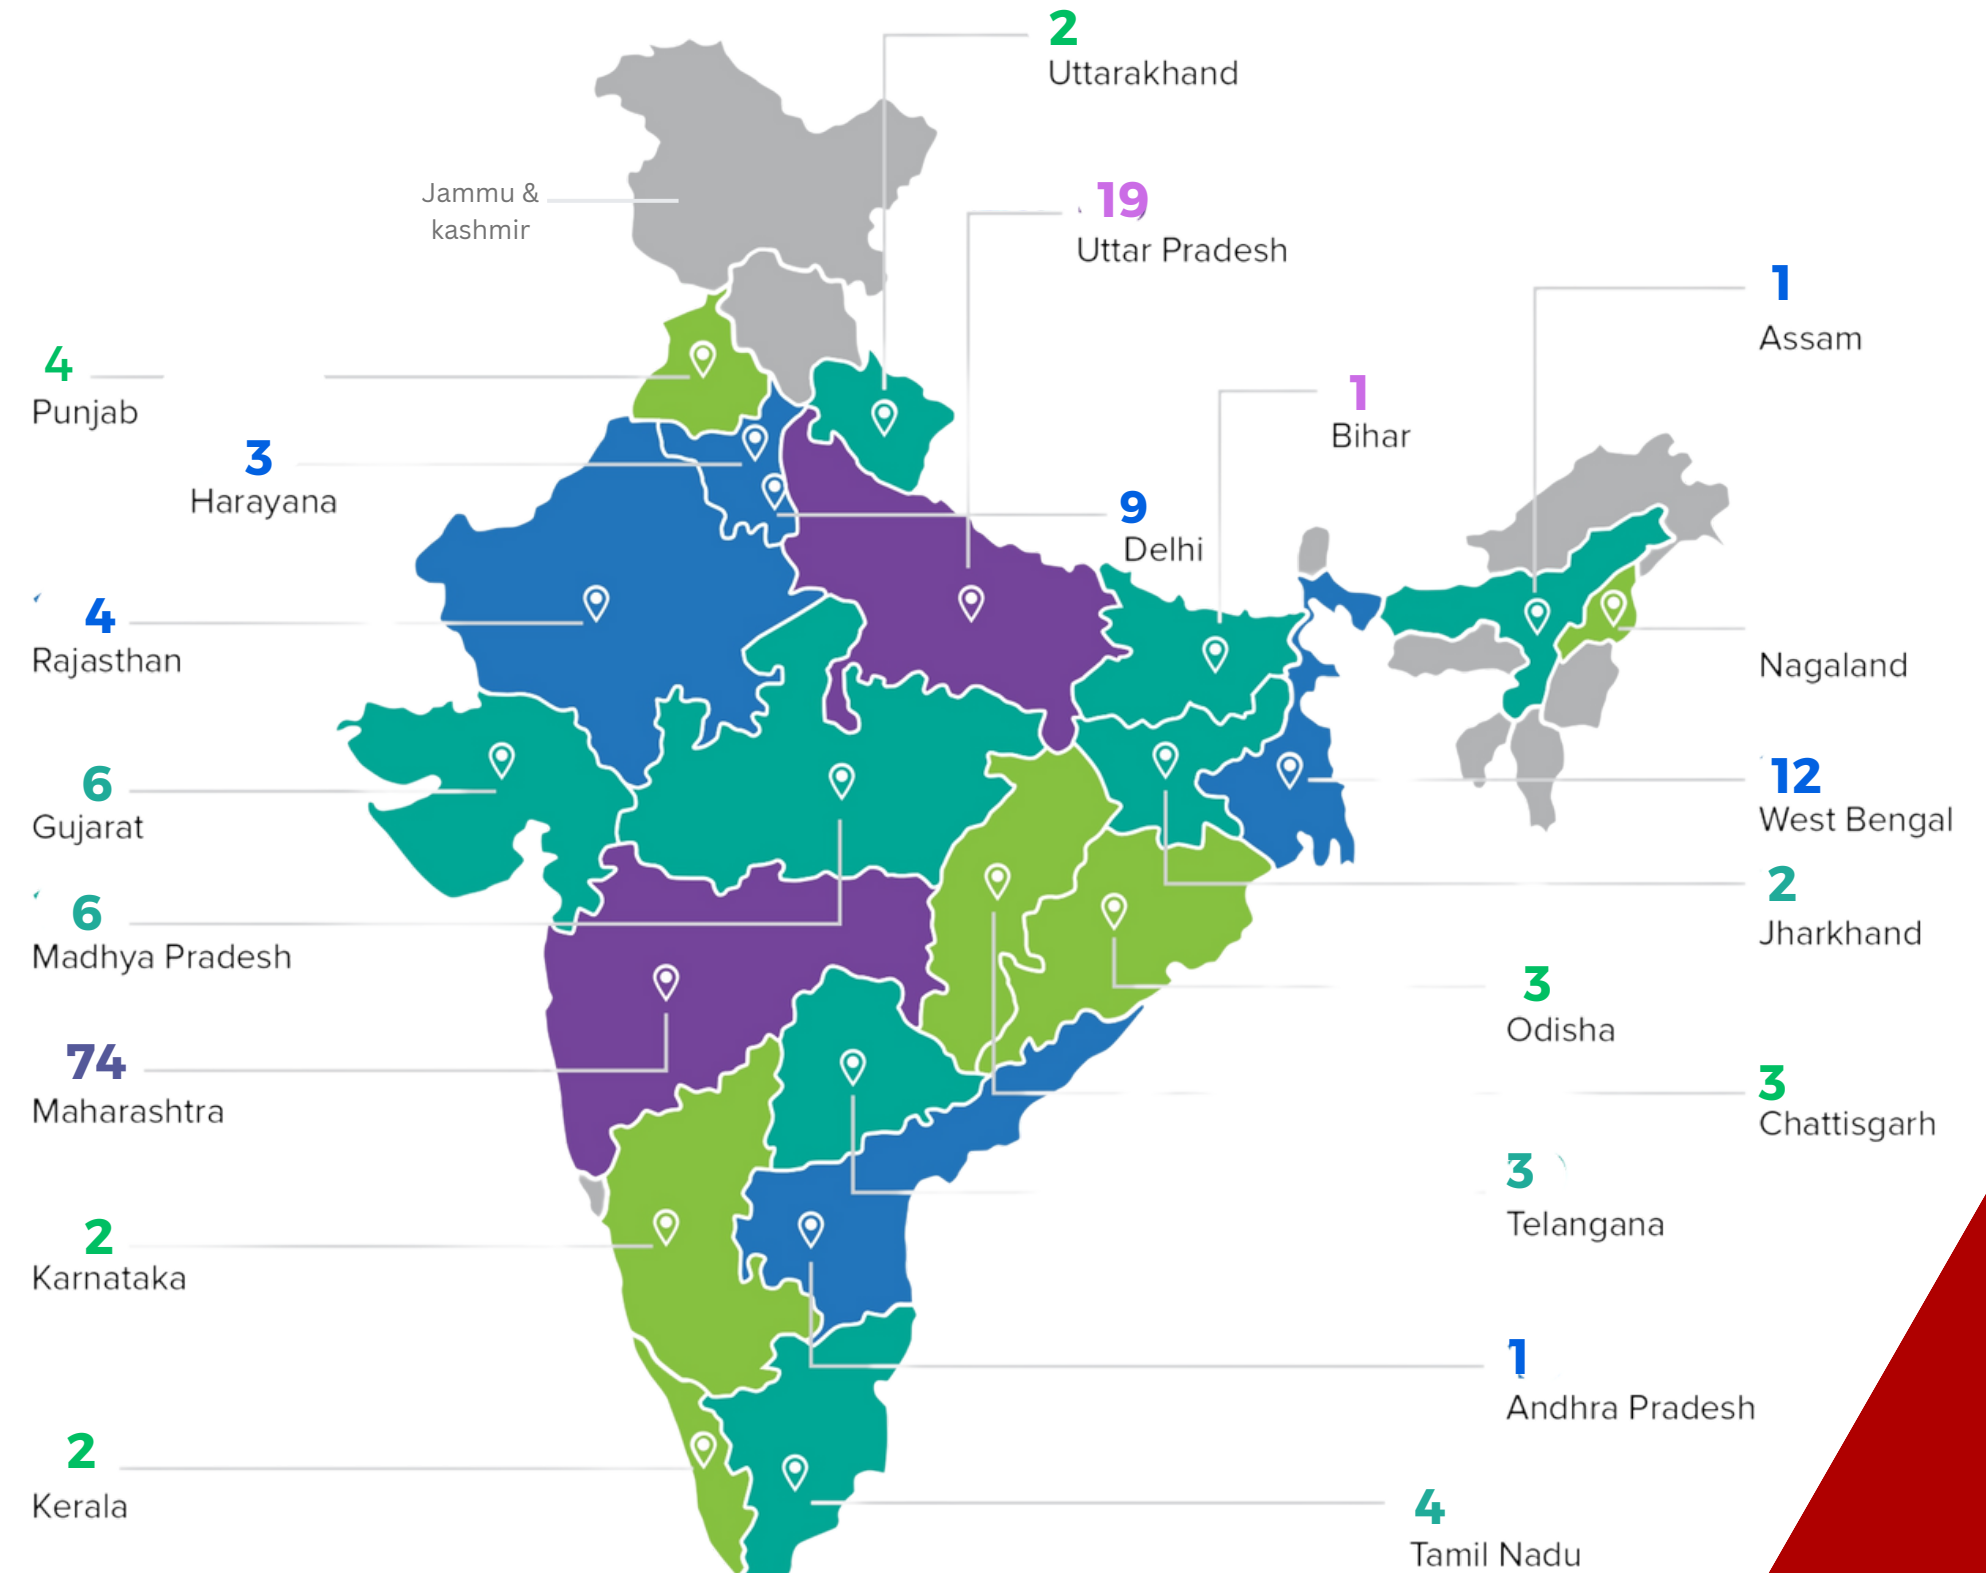 2
Uttarakhand
Jammu &
kashmir
19
Uttar Pradesh
1
Assam
4
Punjab
1
Bihar
3
Harayana
9
Delhi
4
Rajasthan
Nagaland
6
Gujarat
12
West Bengal
6
Madhya Pradesh
2
Jharkhand
3
Odisha
74
Maharashtra
3
Chattisgarh
3
Telangana
2
Karnataka
1
Andhra Pradesh
2
Kerala
4
Tamil Nadu